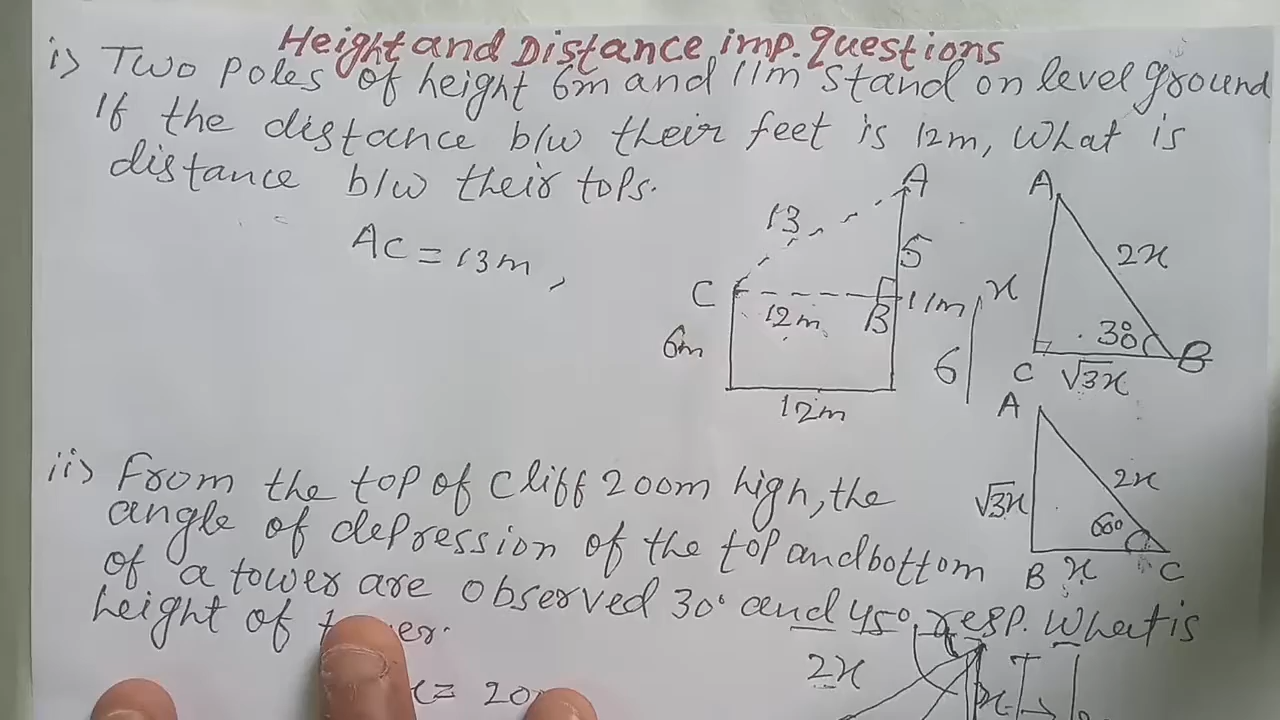 Height and Distance imp. Questions
i) Two poles of height 6m and 11m stand on level ground
If the distance b/w their feet is 12m, What is
distance b/w their tops.
AC = 13m,
A
13
5
C
12m
B
11m
6m
6
12m
A
x
2x
30°
C
√3x
B
A
√3x
2x
60°
B
x
C
ii) From the top of cliff 200m high, the
angle of depression of the top and bottom
of a tower are observed 30° and 45°, resp. What is
height of
2x
x